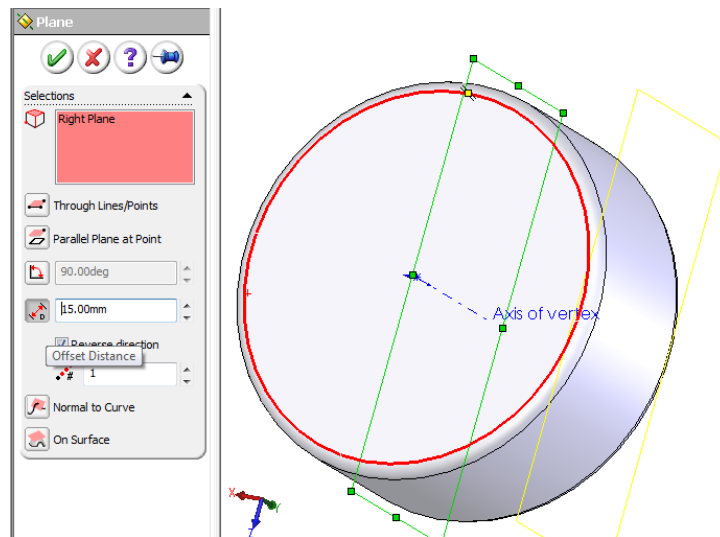 Plane
?
Selections
Right Plane
Through Lines/Points
Parallel Plane at Point
90.00deg
D 15.00mm
Reverse direction
Offset Distance
# 1
Normal to Curve
On Surface
Axis of vertex
X
Y